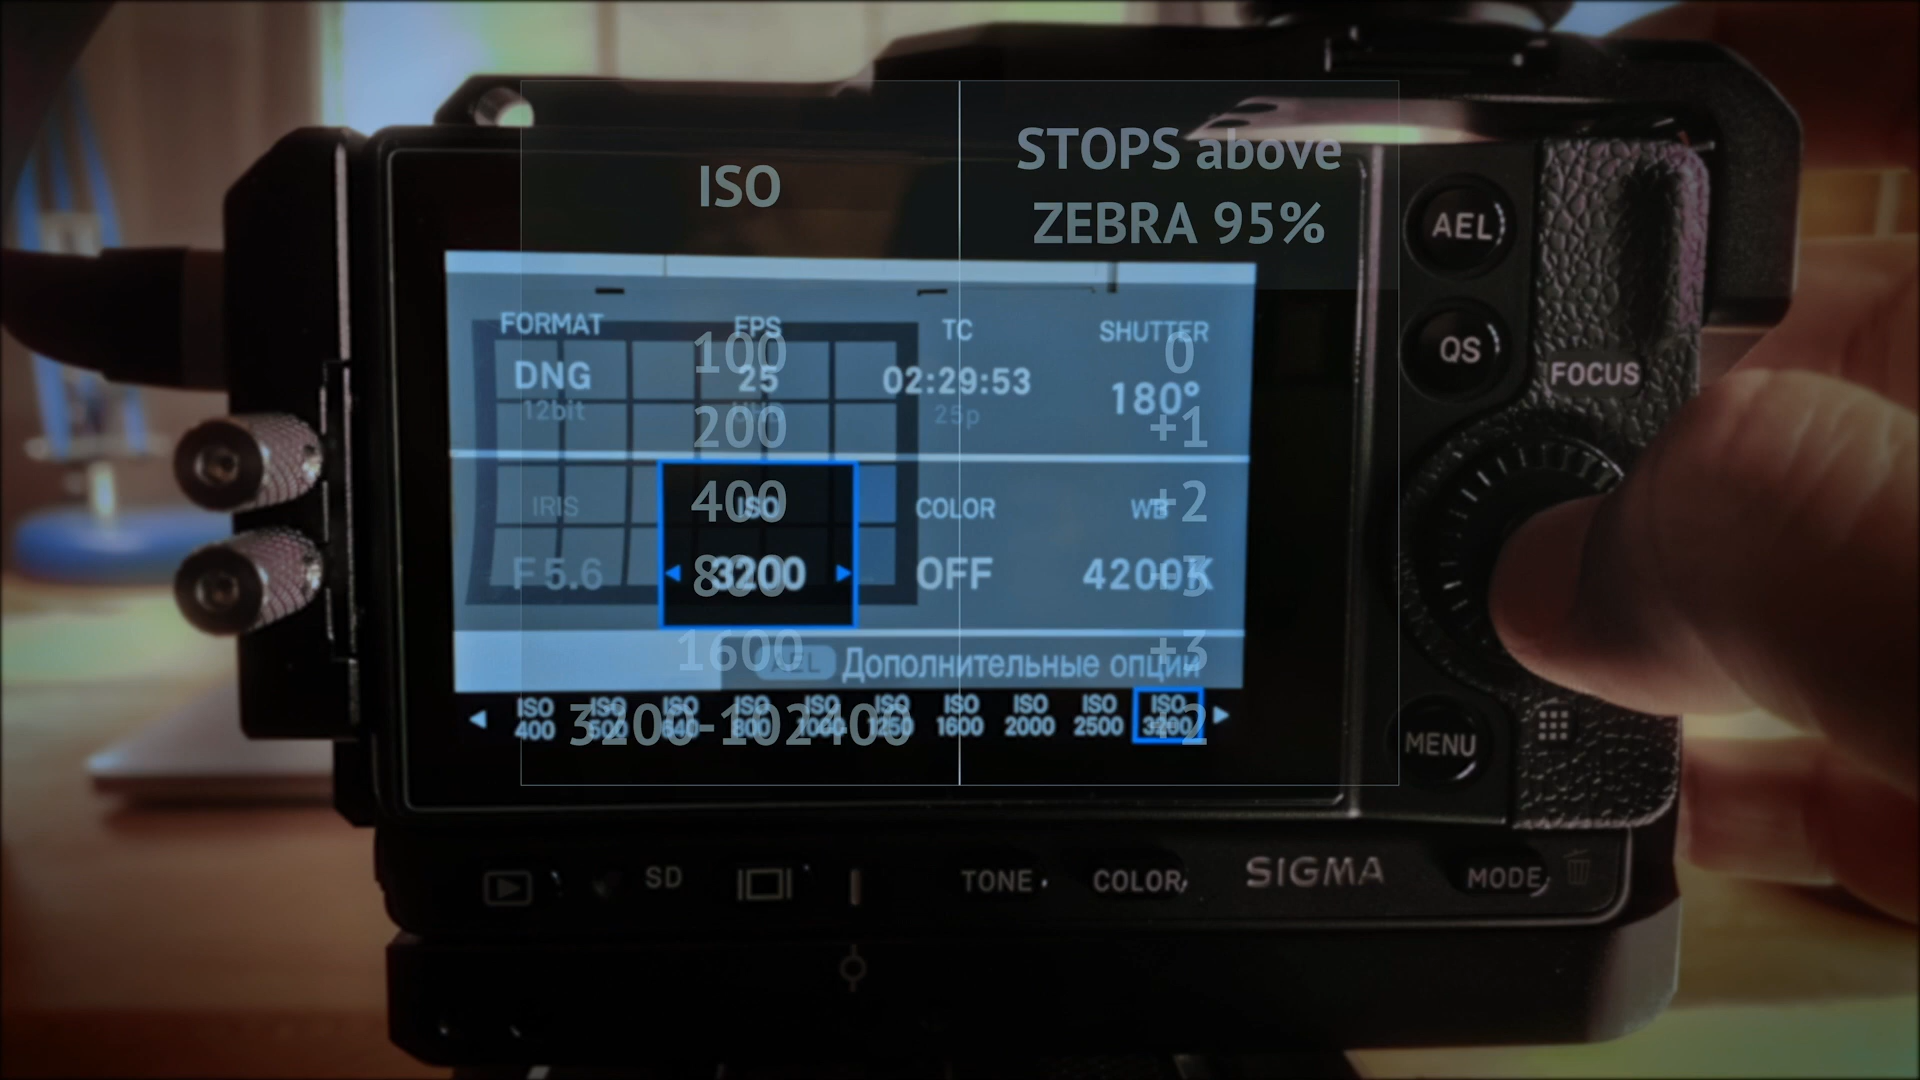 ISO
STOPS above
ZEBRA 95%
100 0
200 +1
400 +2
800 +3
1600 +3
3200-102400 +2
FORMAT FPS TC SHUTTER
DNG 25 02:29:53 180°
12bit UHD 25p
IRIS ISO COLOR WB
F5.6 3200 OFF 4200K
AEL Дополнительные опции
ISO 400 ISO 500 ISO 640 ISO 800 ISO 1000 ISO 1250 ISO 1600 ISO 2000 ISO 2500 ISO 3200
AEL
QS
FOCUS
MENU
SD TONE COLOR SIGMA MODE